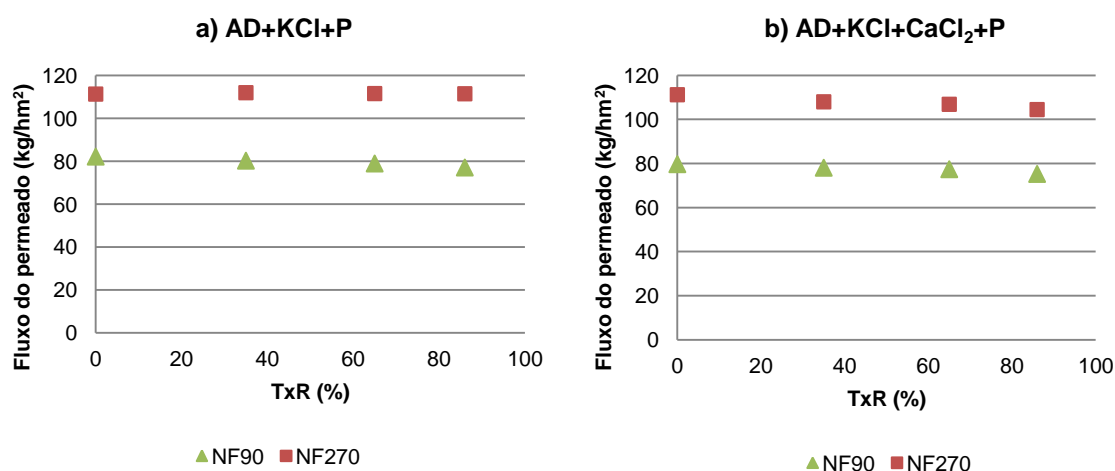 a) AD+KCl+P
120
100
80
60
40
20
0
0 20 40 60 80 100
Fluxo do permeado (kg/hm²)
TxR (%)
NF90 NF270
b) AD+KCl+CaCl₂+P
120
100
80
60
40
20
0
0 20 40 60 80 100
Fluxo do permeado (kg/hm²)
TxR (%)
NF90 NF270